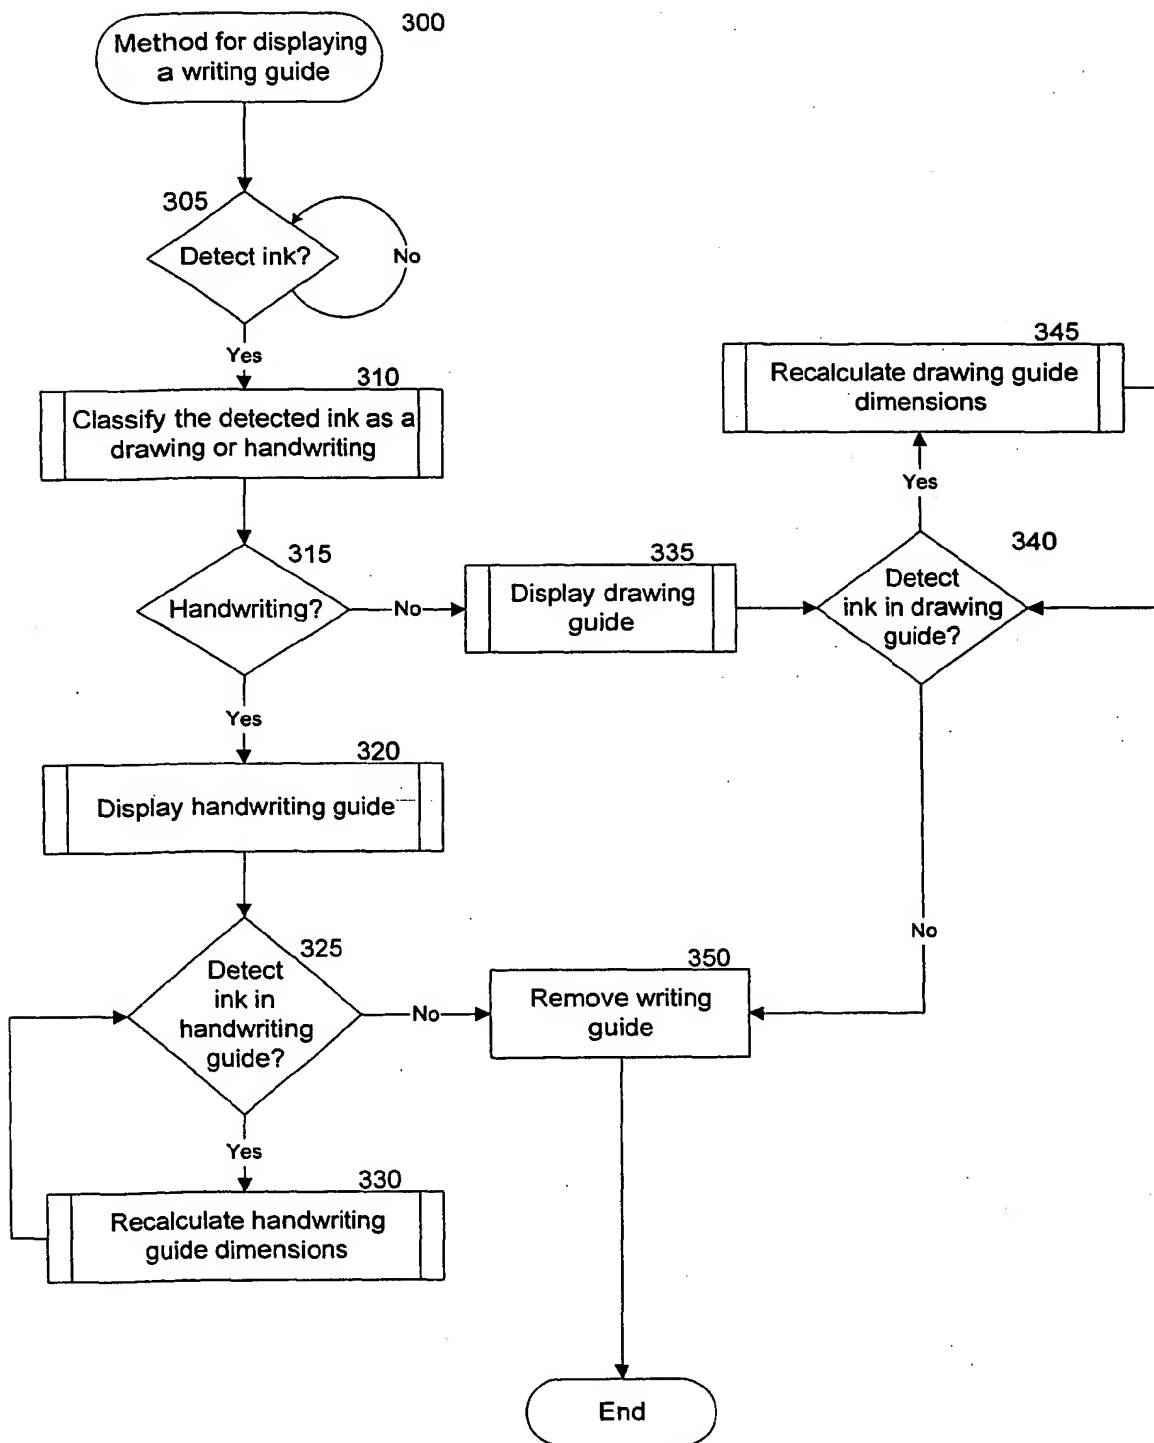 300
Method for displaying
a writing guide
305
Detect ink?
No
Yes
310
Classify the detected ink as a
drawing or handwriting
315
Handwriting?
No
335
Display drawing
guide
345
Recalculate drawing guide
dimensions
Yes
340
Detect
ink in drawing
guide?
No
Yes
320
Display handwriting guide
325
Detect
ink in
handwriting
guide?
No
350
Remove writing
guide
Yes
330
Recalculate handwriting
guide dimensions
End